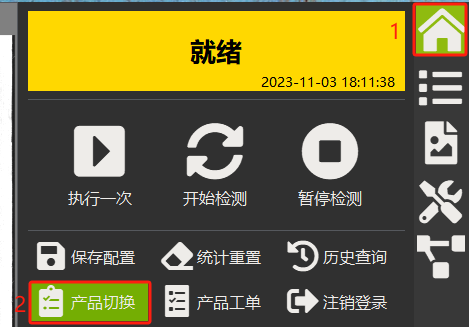 1
就绪
2023-11-03 18:11:38
执行一次 开始检测 暂停检测
保存配置 统计重置 历史查询
2 产品切换 产品工单 注销登录